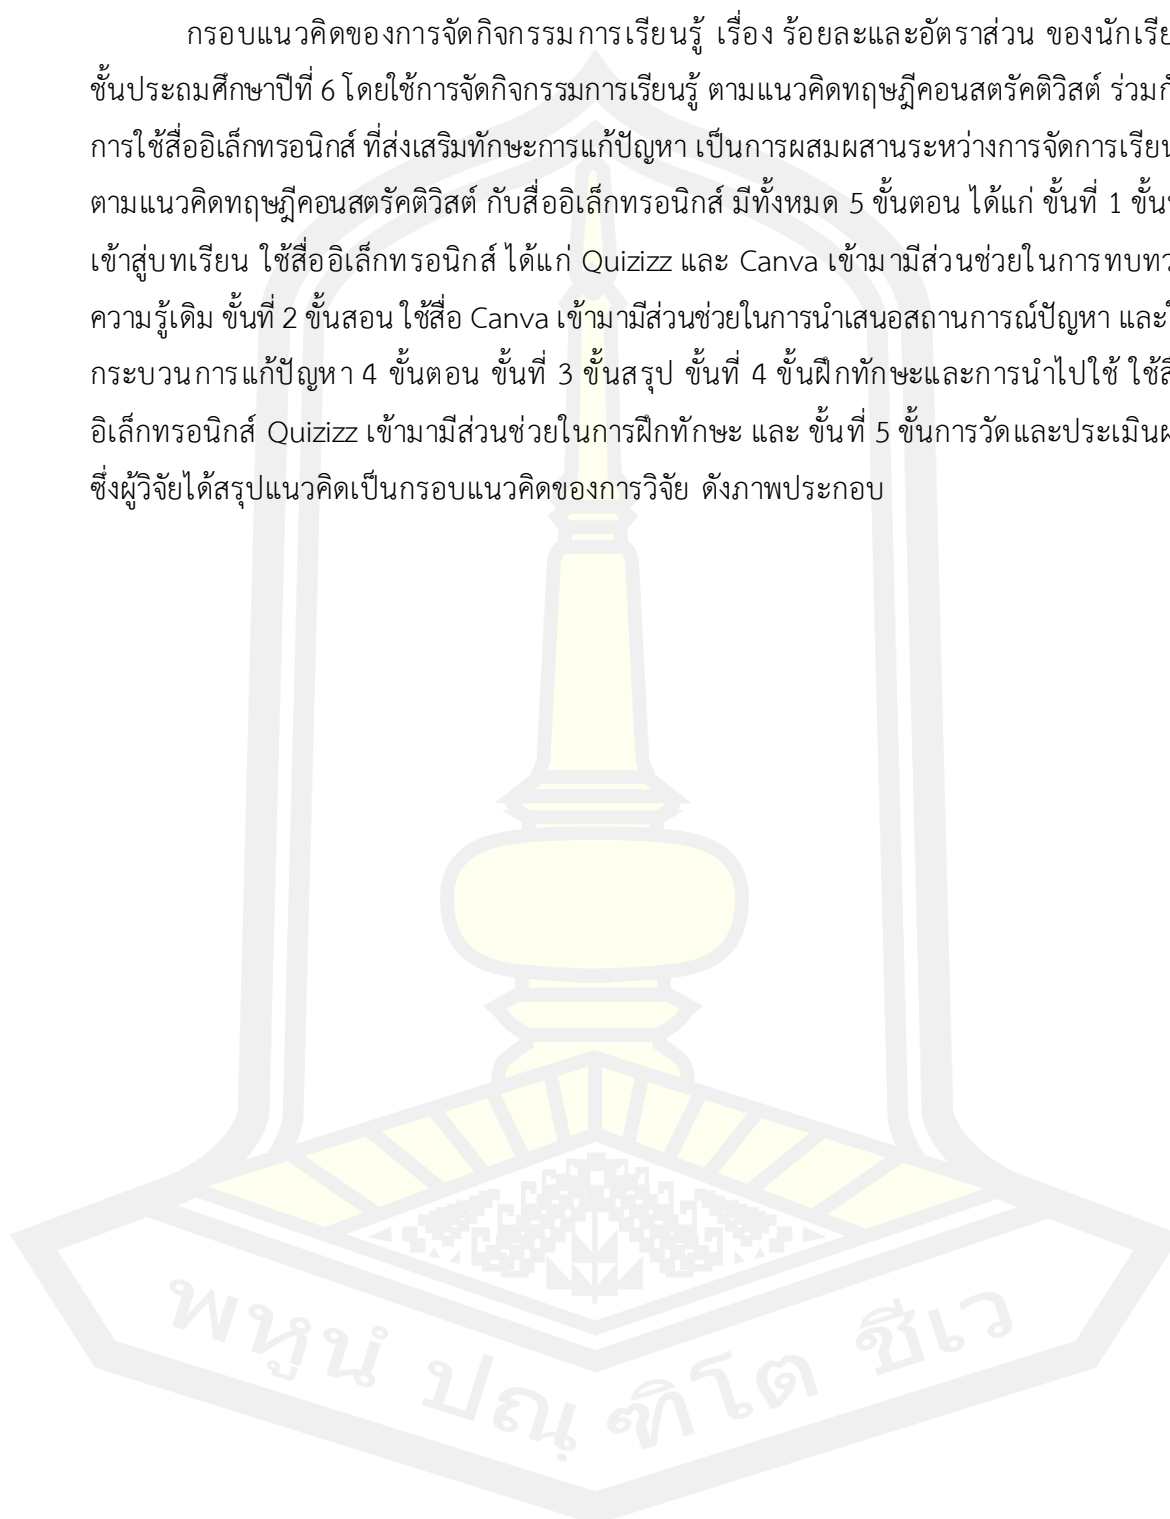 กรอบแนวคิดของการจัดกิจกรรมการเรียนรู้ เรื่อง ร้อยละและอัตราส่วน ของนักเรีย
ชั้นประถมศึกษาปีที่ 6 โดยใช้การจัดกิจกรรมการเรียนรู้ ตามแนวคิดทฤษฎีคอนสตรัคติวิสต์ ร่วมกั
การใช้สื่ออิเล็กทรอนิกส์ ที่ส่งเสริมทักษะการแก้ปัญหา เป็นการผสมผสานระหว่างการจัดการเรียน
ตามแนวคิดทฤษฎีคอนสตรัคติวิสต์ กับสื่ออิเล็กทรอนิกส์ มีทั้งหมด 5 ขั้นตอน ได้แก่ ขั้นที่ 1 ขั้น
เข้าสู่บทเรียน ใช้สื่ออิเล็กทรอนิกส์ ได้แก่ Quizizz และ Canva เข้ามามีส่วนช่วยในการทบทว
ความรู้เดิม ขั้นที่ 2 ขั้นสอน ใช้สื่อ Canva เข้ามามีส่วนช่วยในการนำเสนอสถานการณ์ปัญหา และ
กระบวนการแก้ปัญหา 4 ขั้นตอน ขั้นที่ 3 ขั้นสรุป ขั้นที่ 4 ขั้นฝึกทักษะและการนำไปใช้ ใช้สื
อิเล็กทรอนิกส์ Quizizz เข้ามามีส่วนช่วยในการฝึกทักษะ และ ขั้นที่ 5 ขั้นการวัดและประเมินผ
ซึ่งผู้วิจัยได้สรุปแนวคิดเป็นกรอบแนวคิดของการวิจัย ดังภาพประกอบ
พหูนํ ปณฺฑิโต ชีเว